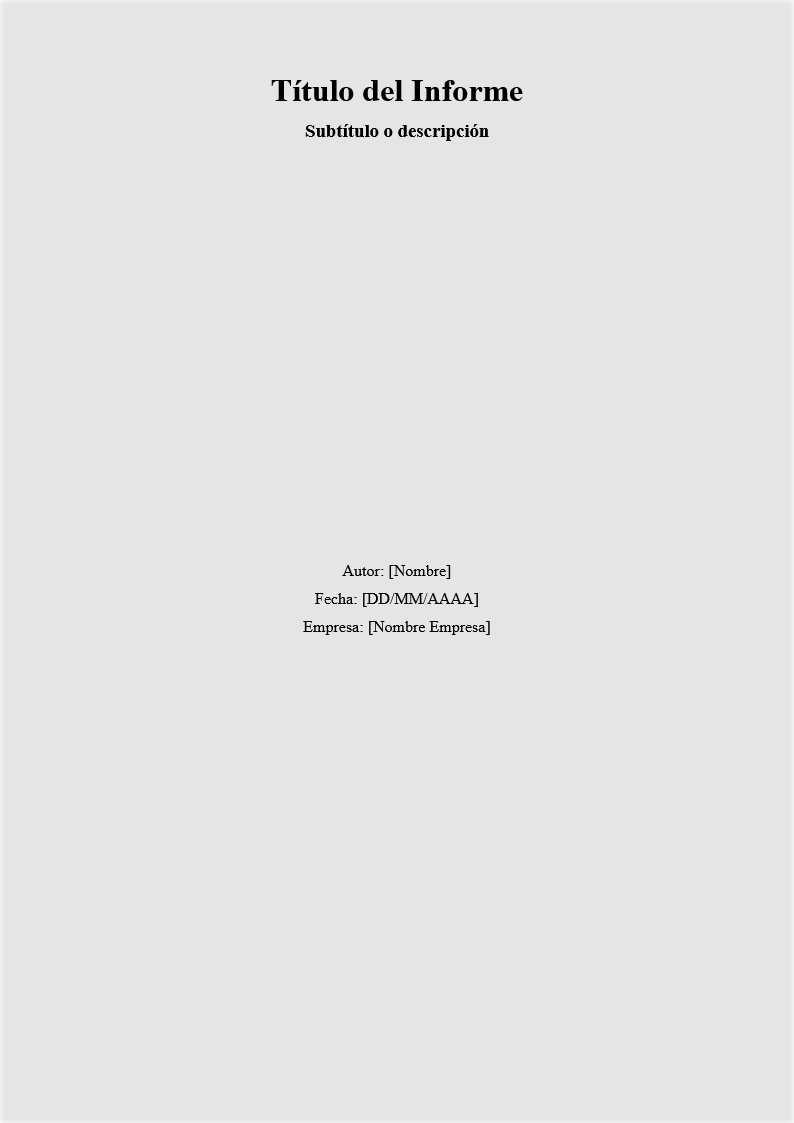 Título del Informe
Subtítulo o descripción
Autor: [Nombre]
Fecha: [DD/MM/AAAA]
Empresa: [Nombre Empresa]